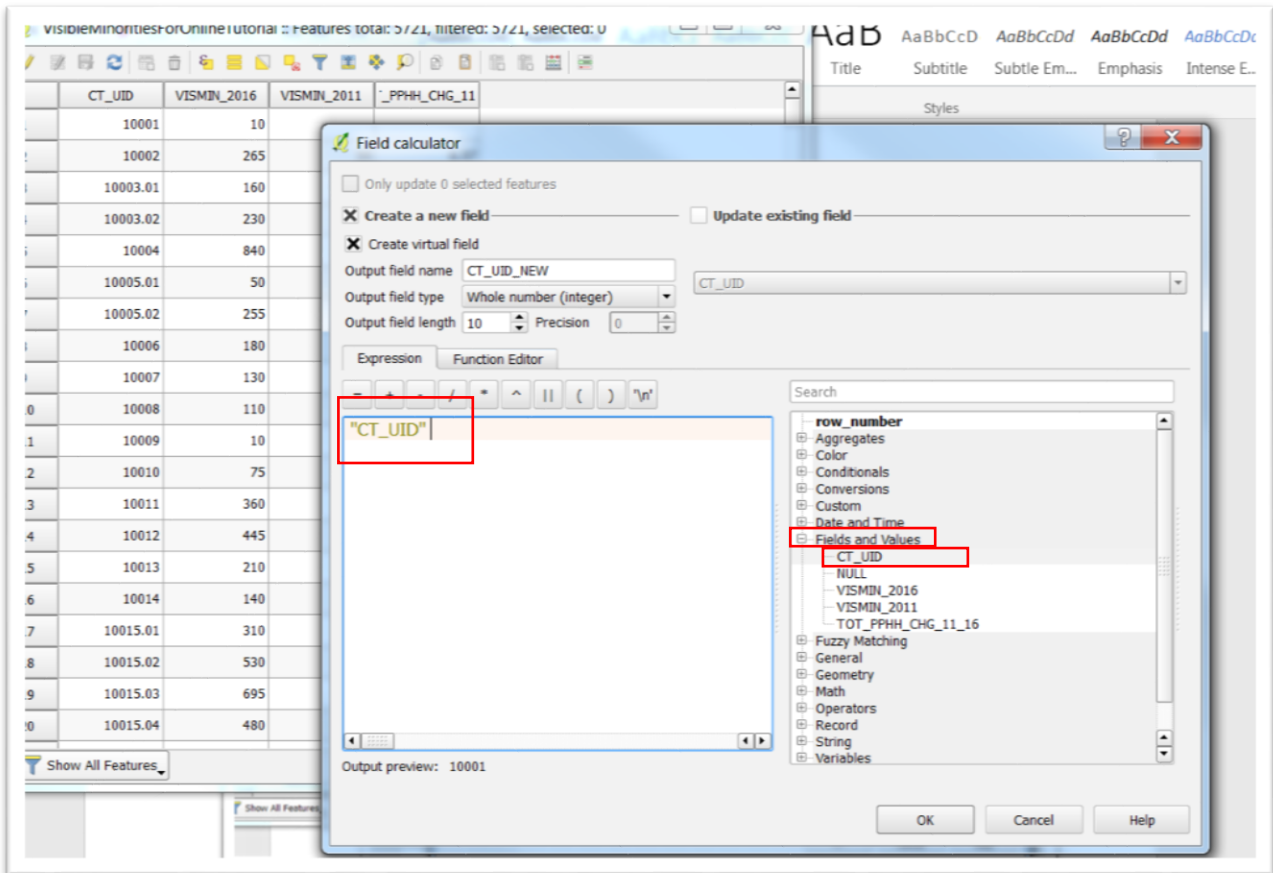 VisibleMinoritiesForOnlineTutorial :: Features total: 5721, filtered: 5721, selected: 0
AaB AaBbCcD AaBbCcDd AaBbCcDd AaBbCcDc
Title Subtitle Subtle Em... Emphasis Intense E...
Styles
CT_UID VISMIN_2016 VISMIN_2011 '_PPHH_CHG_11
10001 10
10002 265
10003.01 160
10003.02 230
10004 840
10005.01 50
10005.02 255
10006 180
10007 130
10008 110
10009 10
10010 75
10011 360
10012 445
10013 210
10014 140
10015.01 310
10015.02 530
10015.03 695
10015.04 480
Show All Features
Show All Features
Field calculator
Only update 0 selected features
Create a new field Update existing field
Create virtual field
Output field name CT_UID_NEW
CT_UID
Output field type Whole number (integer)
Output field length 10 Precision 0
Expression Function Editor
= + - / * ^ || ( ) '\n'
"CT_UID"
Output preview: 10001
Search
row_number
Aggregates
Color
Conditionals
Conversions
Custom
Date and Time
Fields and Values
CT_UID
NULL
VISMIN_2016
VISMIN_2011
TOT_PPHH_CHG_11_16
Fuzzy Matching
General
Geometry
Math
Operators
Record
String
Variables
OK Cancel Help